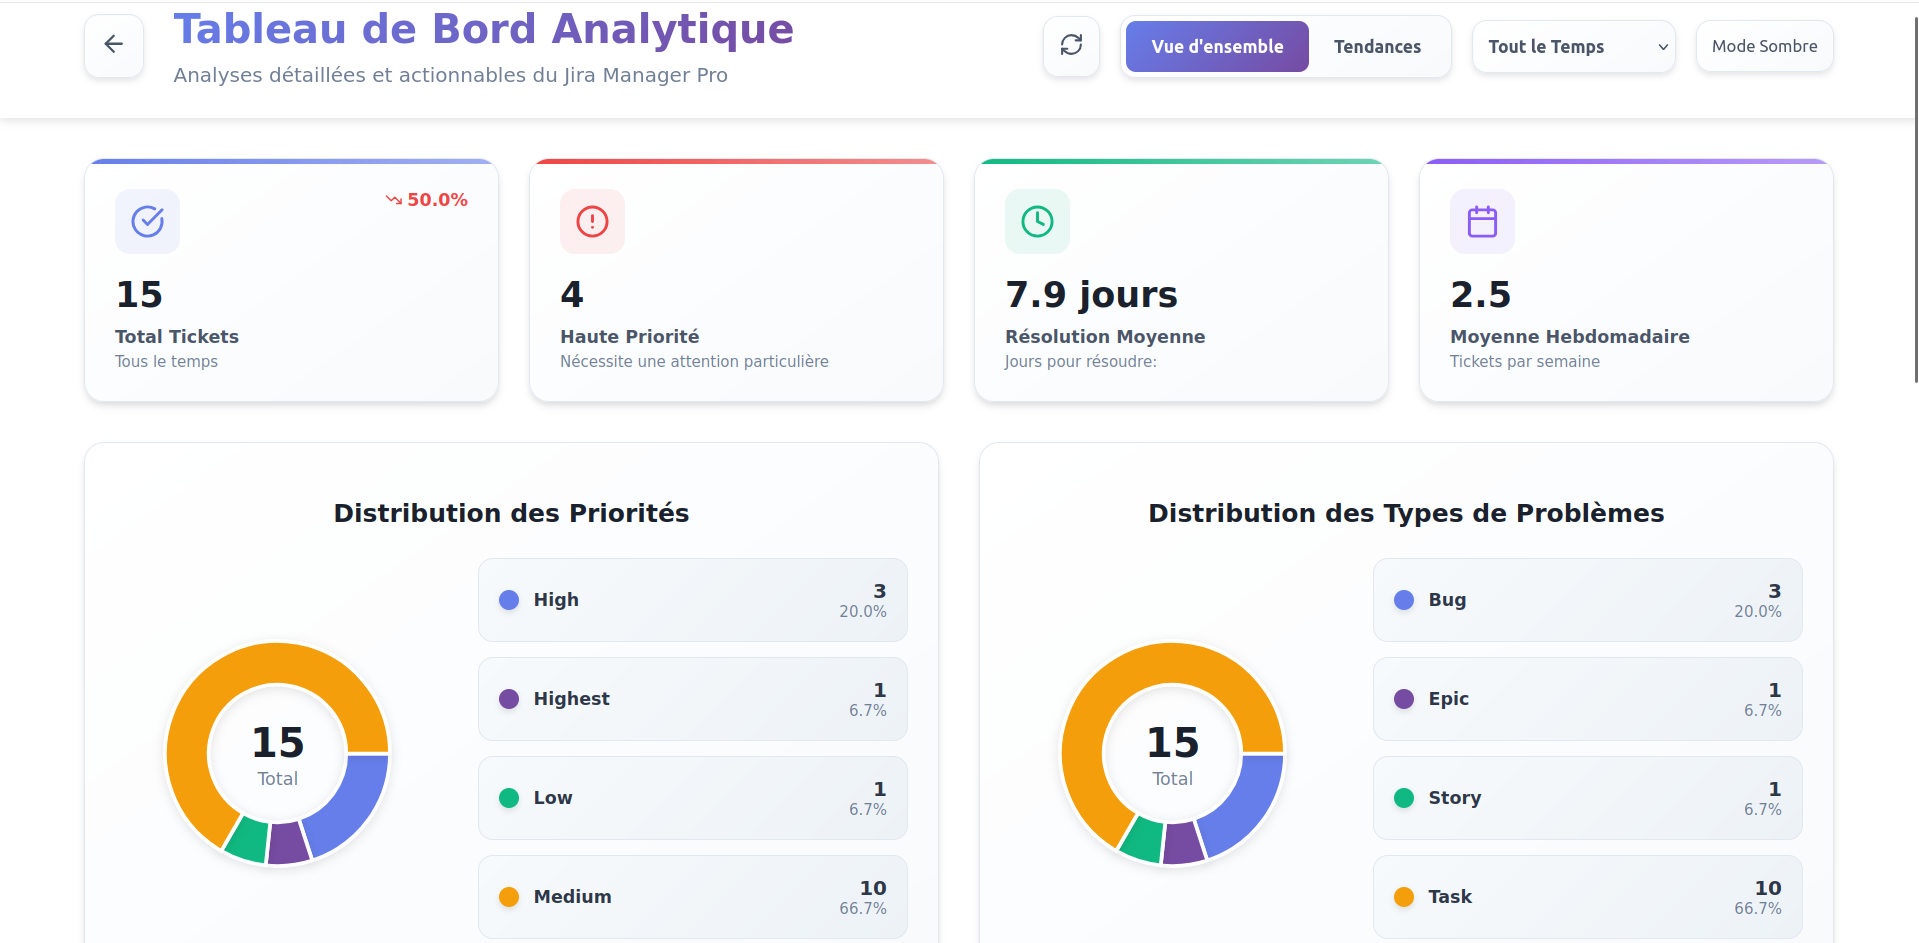 Tableau de Bord Analytique
Analyses détaillées et actionnables du Jira Manager Pro
Vue d'ensemble
Tendances
Tout le Temps
Mode Sombre
50.0%
15
Total Tickets
Tous le temps
4
Haute Priorité
Nécessite une attention particulière
7.9 jours
Résolution Moyenne
Jours pour résoudre:
2.5
Moyenne Hebdomadaire
Tickets par semaine
Distribution des Priorités
15
Total
High
3
20.0%
Highest
1
6.7%
Low
1
6.7%
Medium
10
66.7%
Distribution des Types de Problèmes
15
Total
Bug
3
20.0%
Epic
1
6.7%
Story
1
6.7%
Task
10
66.7%